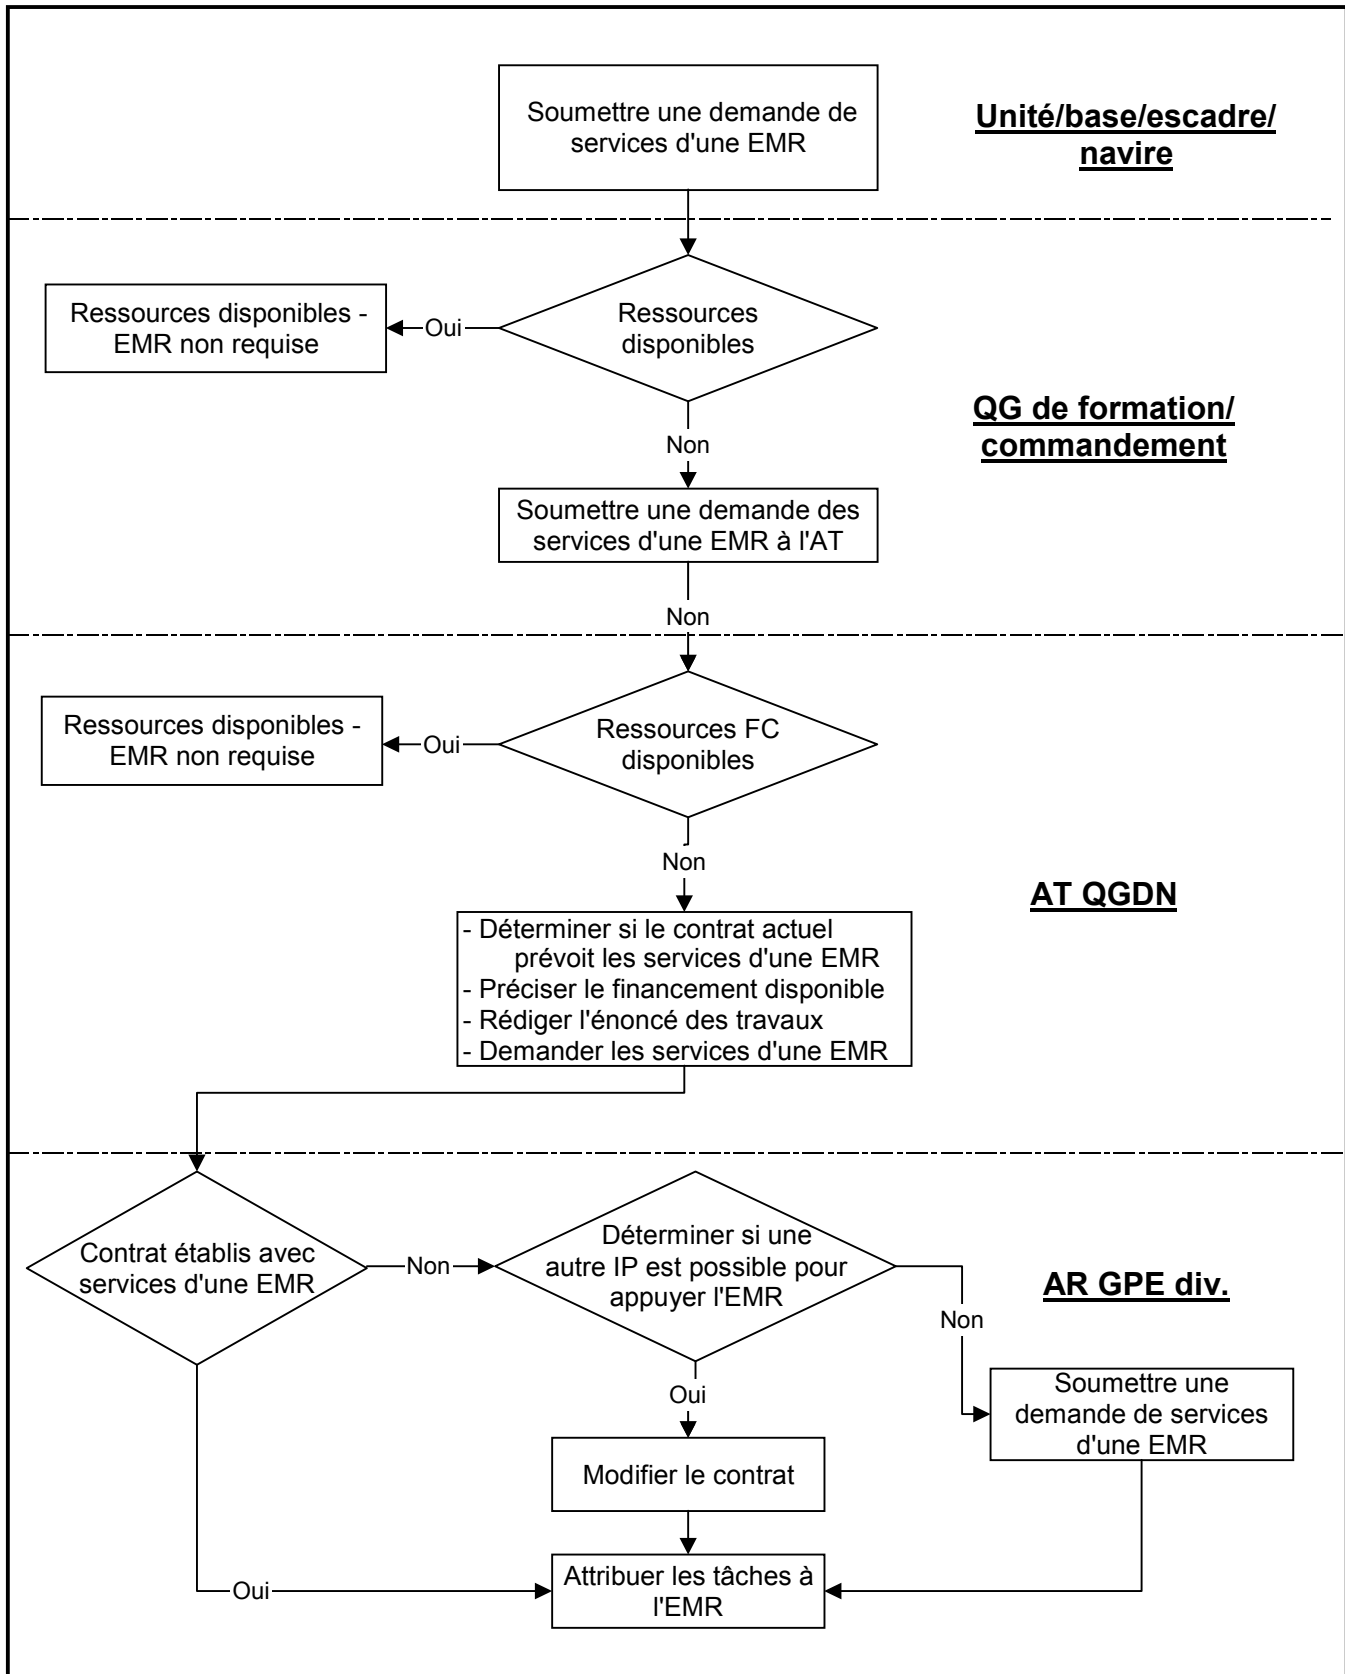 Soumettre une demande de
services d'une EMR
Unité/base/escadre/
navire
Ressources disponibles -
EMR non requise
Oui
Ressources
disponibles
QG de formation/
commandement
Non
Soumettre une demande des
services d'une EMR à l'AT
Non
Ressources disponibles -
EMR non requise
Oui
Ressources FC
disponibles
Non
AT QGDN
- Déterminer si le contrat actuel
prévoit les services d'une EMR
- Préciser le financement disponible
- Rédiger l'énoncé des travaux
- Demander les services d'une EMR
Contrat établis avec
services d'une EMR
Non
Déterminer si une
autre IP est possible pour
appuyer l'EMR
AR GPE div.
Non
Oui
Soumettre une
demande de services
d'une EMR
Modifier le contrat
Oui
Attribuer les tâches à
l'EMR